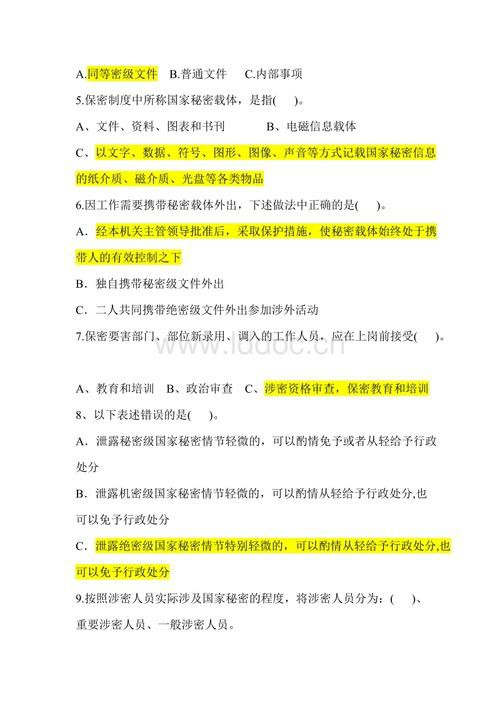 A.同等密级文件 B.普通文件 C.内部事项
5.保密制度中所称国家秘密载体，是指( )。
A、文件、资料、图表和书刊 B、电磁信息载体
C、以文字、数据、符号、图形、图像、声音等方式记载国家秘密信息
的纸介质、磁介质、光盘等各类物品
6.因工作需要携带秘密载体外出，下述做法中正确的是( )。
A．经本机关主管领导批准后，采取保护措施，使秘密载体始终处于携
带人的有效控制之下
B．独自携带秘密级文件外出
C．二人共同携带绝密级文件外出参加涉外活动
7.保密要害部门、部位新录用、调入的工作人员，应在上岗前接受( )。
www.lddoc.cn
A、教育和培训 B、政治审查 C、涉密资格审查，保密教育和培训
8、以下表述错误的是( )。
A．泄露秘密级国家秘密情节轻微的，可以酌情免予或者从轻给予行政
处分
B．泄露机密级国家秘密情节轻微的，可以酌情从轻给予行政处分,也
可以免予行政处分
C．泄露绝密级国家秘密情节特别轻微的，可以酌情从轻给予行政处分,也
可以免予行政处分
9.按照涉密人员实际涉及国家秘密的程度，将涉密人员分为：( )、
重要涉密人员、一般涉密人员。